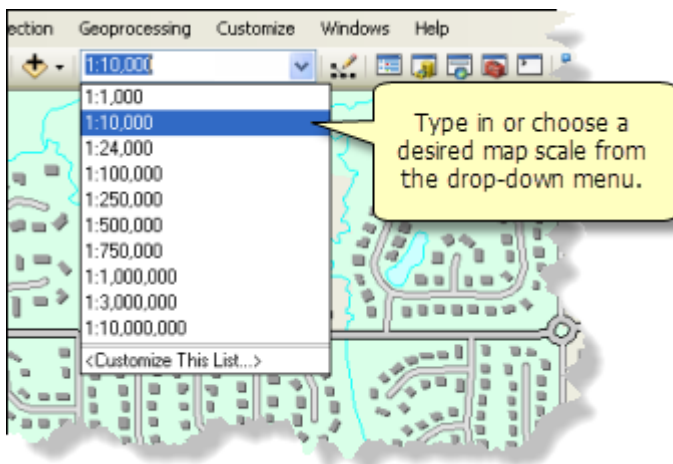 ection Geoprocessing Customize Windows Help
1:10,000
1:1,000
1:10,000
1:24,000
1:100,000
1:250,000
1:500,000
1:750,000
1:1,000,000
1:3,000,000
1:10,000,000
<Customize This List...>
Type in or choose a
desired map scale from
the drop-down menu.